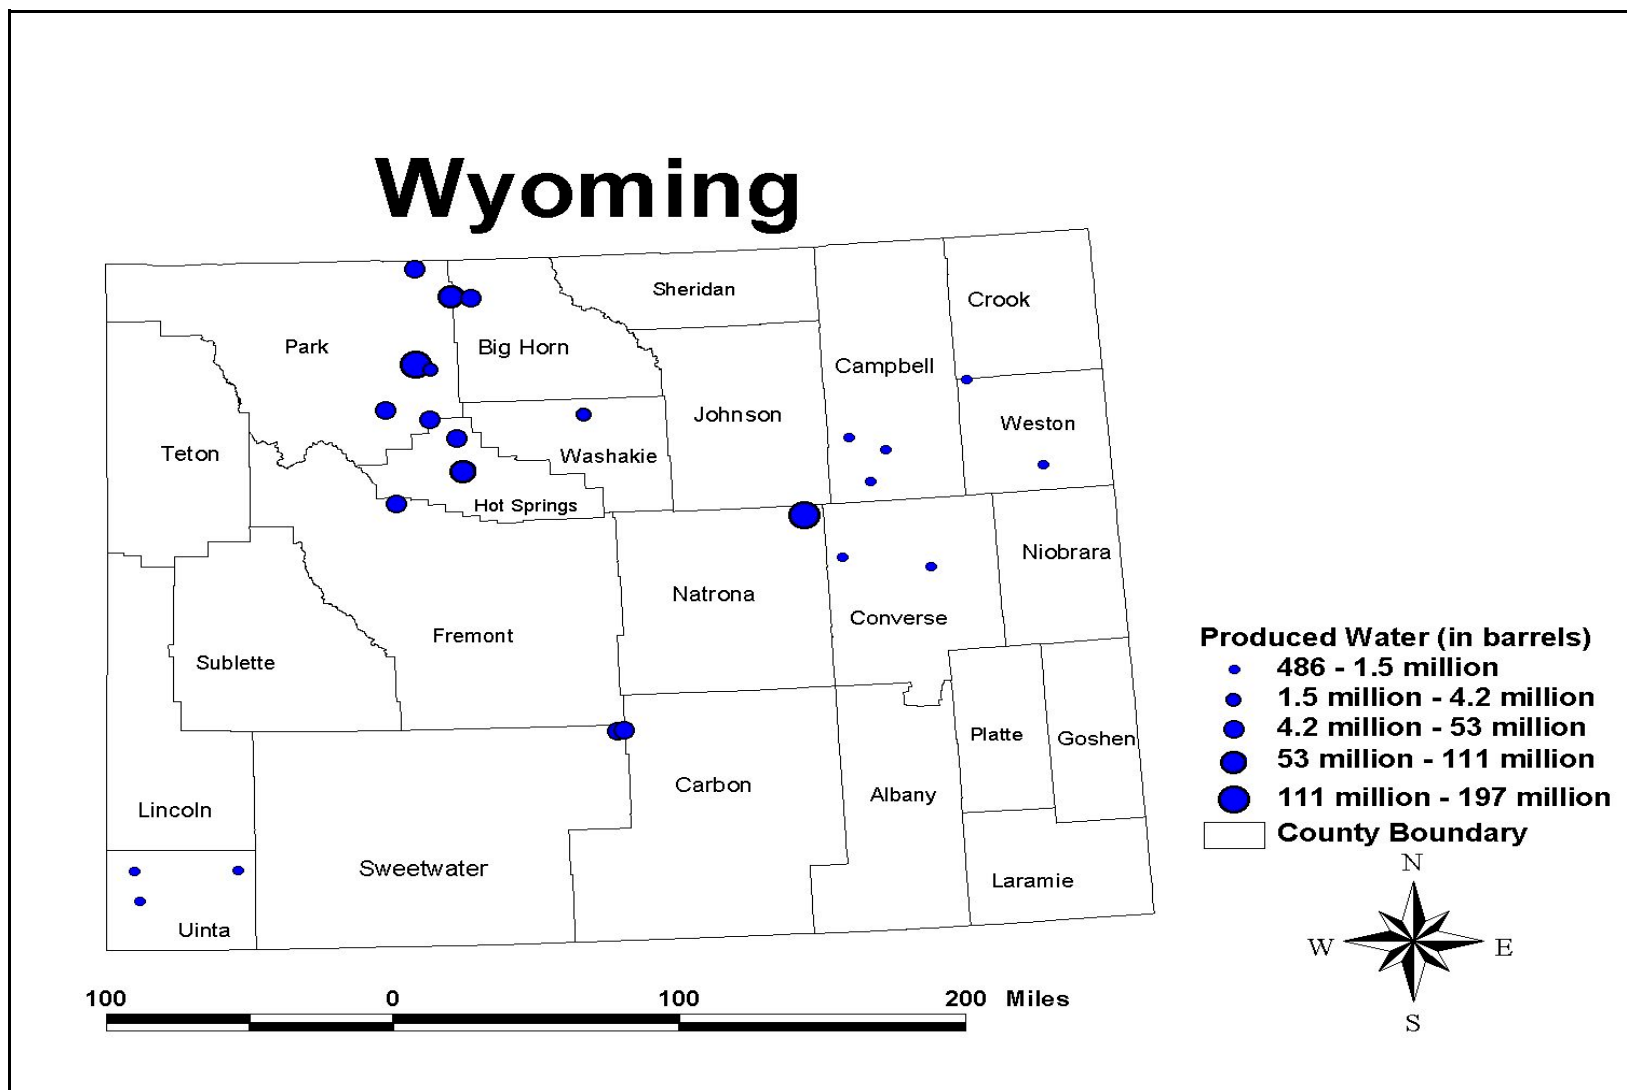 Wyoming
Sheridan
Crook
Park
Big Horn
Campbell
Johnson
Weston
Teton
Washakie
Hot Springs
Niobrara
Natrona
Converse
Fremont
Sublette
Platte
Goshen
Carbon
Albany
Lincoln
Sweetwater
Laramie
Uinta
Produced Water (in barrels)
486 - 1.5 million
1.5 million - 4.2 million
4.2 million - 53 million
53 million - 111 million
111 million - 197 million
County Boundary
N
W E
S
100 0 100 200 Miles